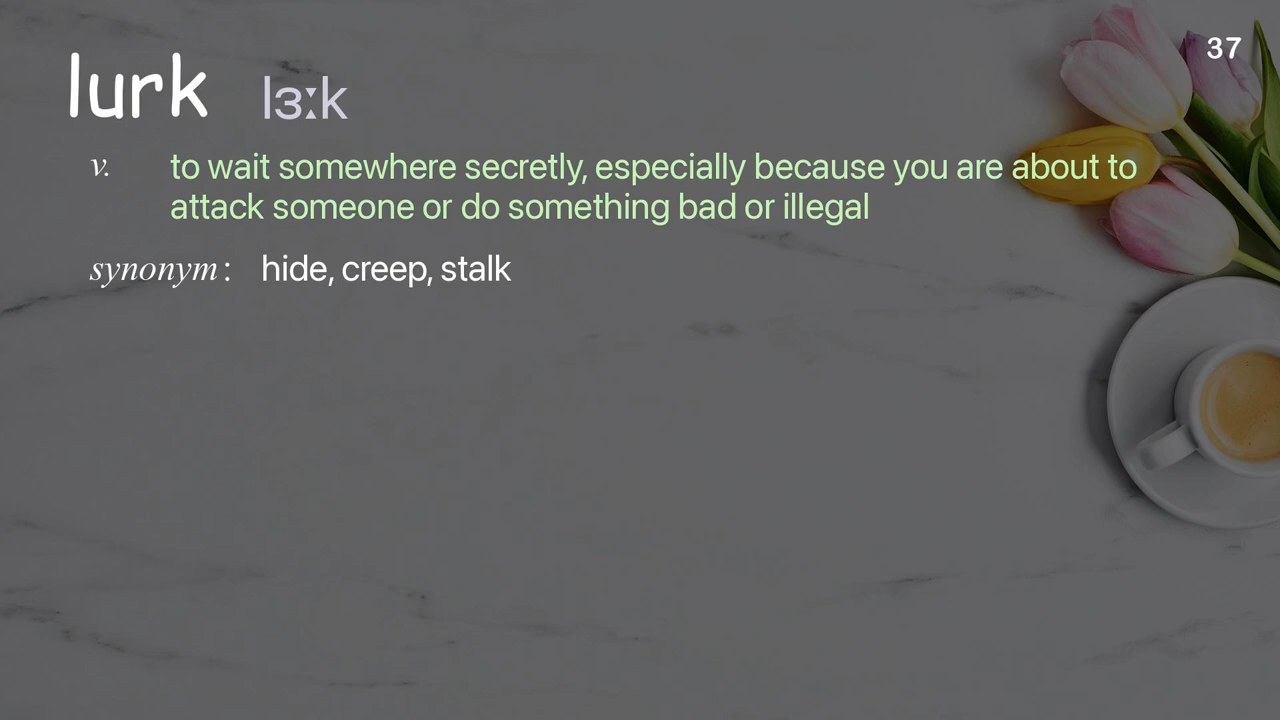 37
lurk lɜːk
v. to wait somewhere secretly, especially because you are about to
attack someone or do something bad or illegal
synonym: hide, creep, stalk